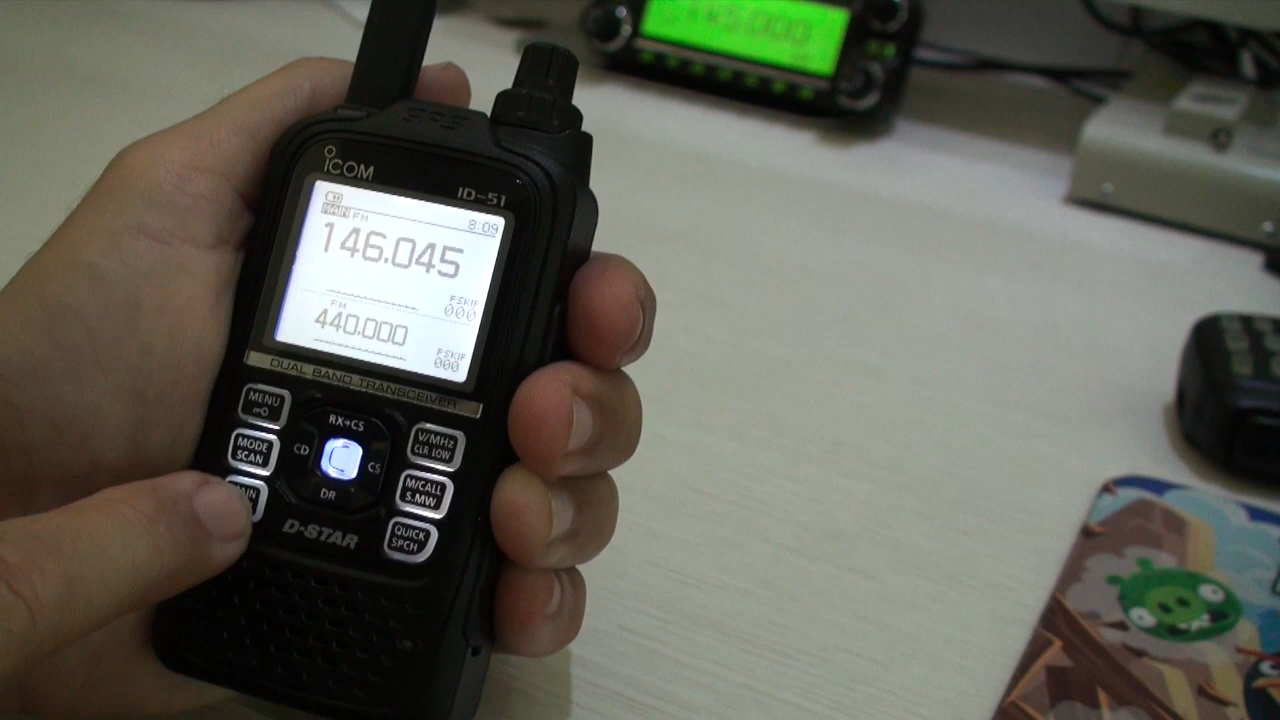 ICOM
ID-51
MAIN FM
8:09
146.045
PSKIP
000
FM
440.000
PSKIP
000
DUAL BAND TRANSCEIVER
MENU
RX→CS
V/MHz
CLR LOW
MODE
SCAN
CD
CS
M/CALL
S.MW
DR
D-STAR
QUICK
SPCH